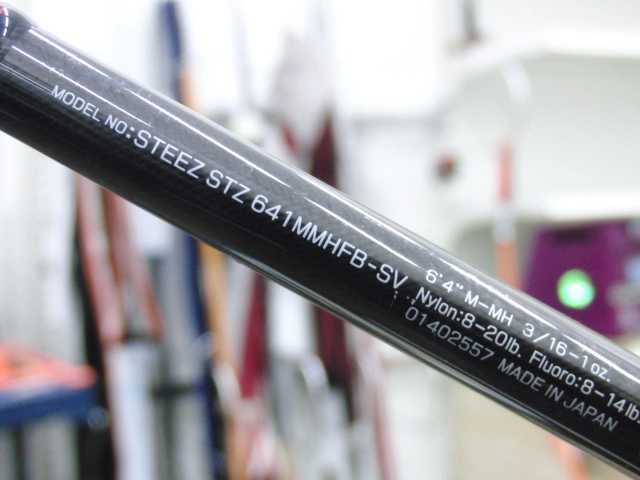 MODEL NO: STEEZ STZ 641MMHFB-SV
6'4" M-MH 3/16-1oz.
Nylon:8-20lb. Fluoro:8-14lb.
01402557 MADE IN JAPAN